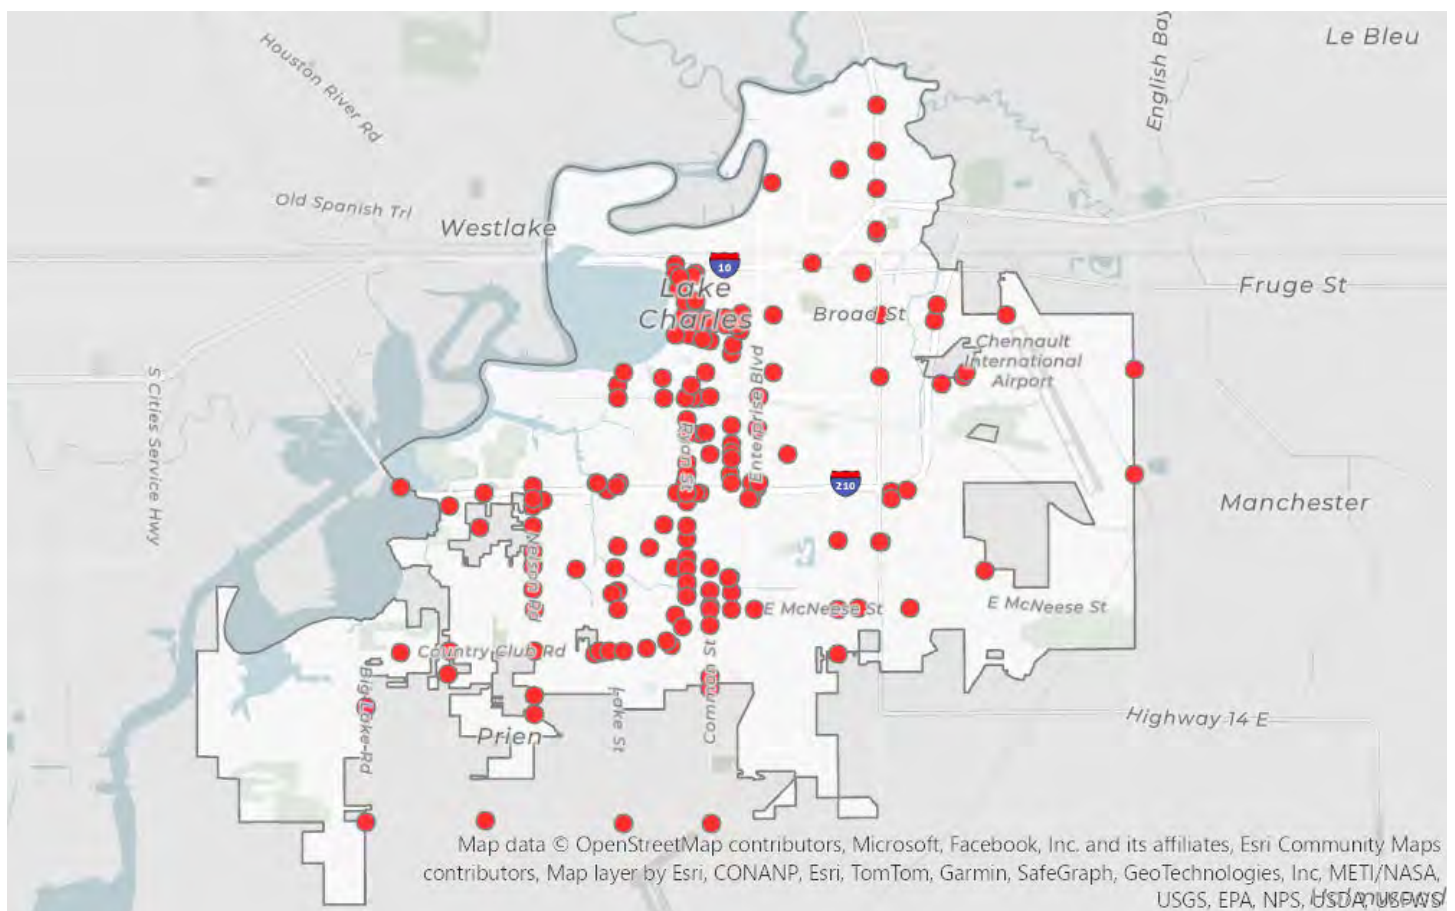 Le Bleu
English Bay
Houston River Rd
Old Spanish Trl
Westlake
10
Lake
Charles
Fruge St
Broad St
Chennault
International
Airport
S Cities Service Hwy
Enterprise Blvd
Ryan St
210
Manchester
Nelson Rd
E McNeese St
E McNeese St
Country Club Rd
Big Lake Rd
Lake St
Common St
Prien
Highway 14 E
Map data © OpenStreetMap contributors, Microsoft, Facebook, Inc. and its affiliates, Esri Community Maps
contributors, Map layer by Esri, CONANP, Esri, TomTom, Garmin, SafeGraph, GeoTechnologies, Inc, METI/NASA,
USGS, EPA, NPS, USDA, USFWS